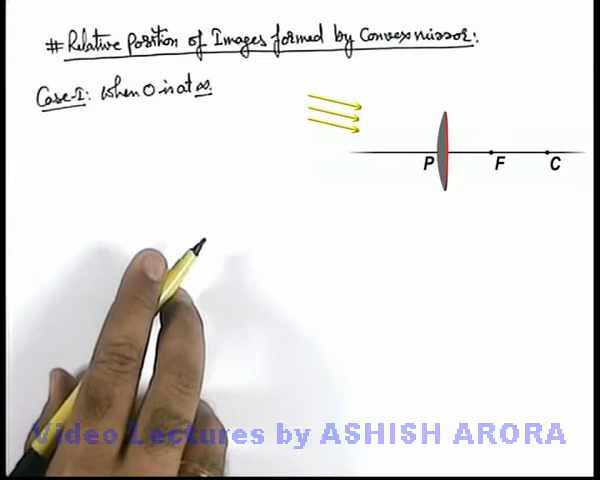 # Relative Position of Images formed by Convex mirror:
Case-I: When O is at ∞.
P F C
Video Lectures by ASHISH ARORA